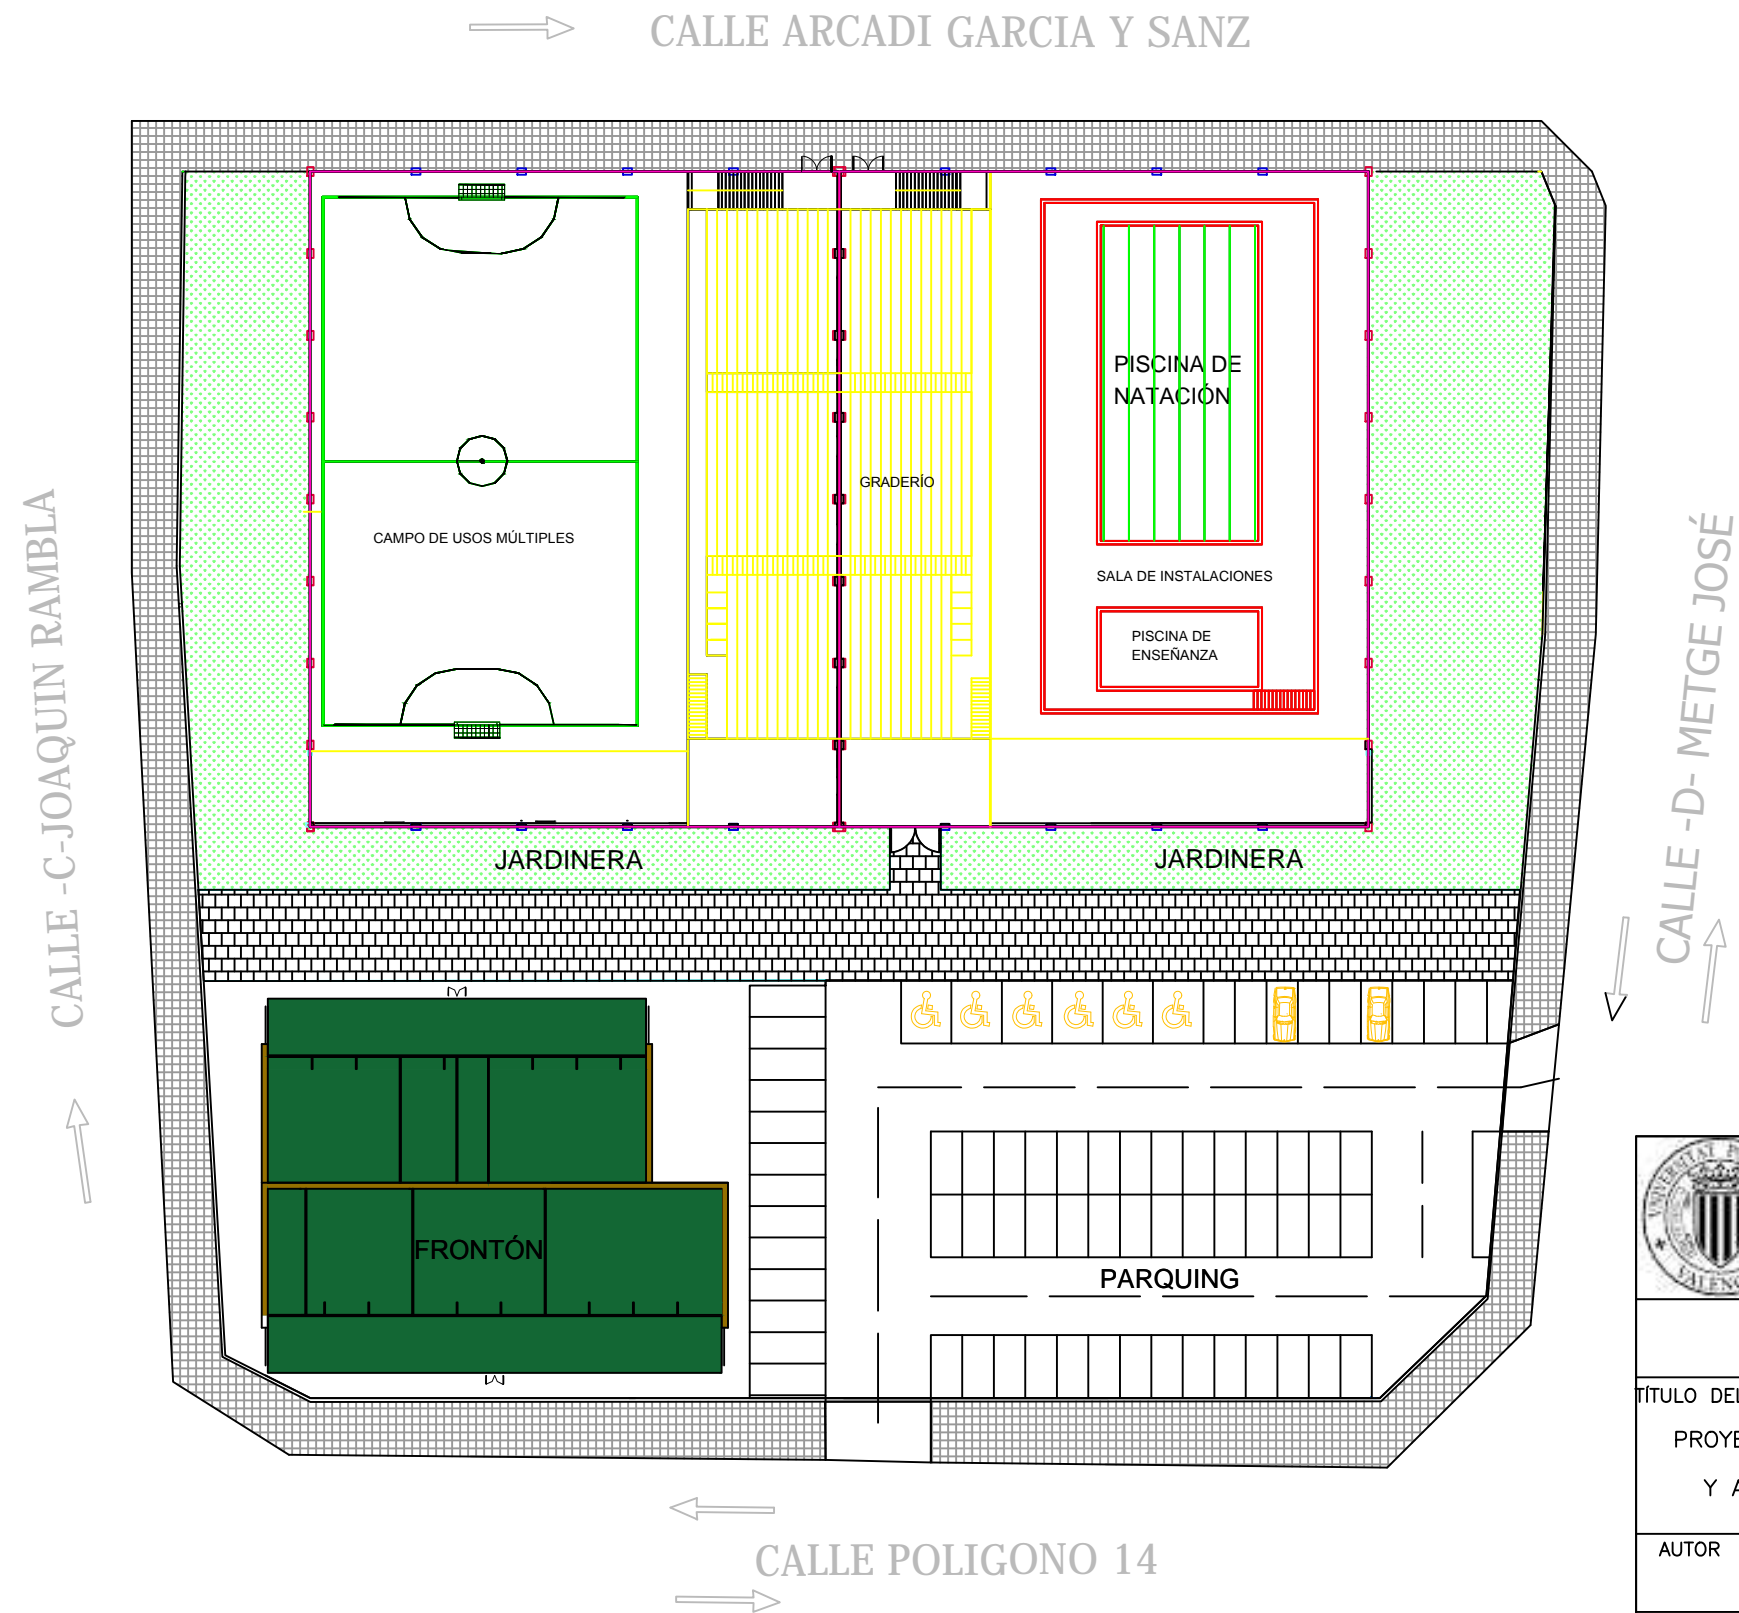 CALLE ARCADI GARCIA Y SANZ
PISCINA DE
NATACIÓN
GRADERÍO
CAMPO DE USOS MÚLTIPLES
SALA DE INSTALACIONES
PISCINA DE
ENSEÑANZA
CALLE -C-JOAQUIN RAMBLA
CALLE -D- METGE JOSÉ
JARDINERA
JARDINERA
FRONTÓN
PARQUING
TÍTULO DEL
PROYE
Y A
AUTOR
CALLE POLIGONO 14